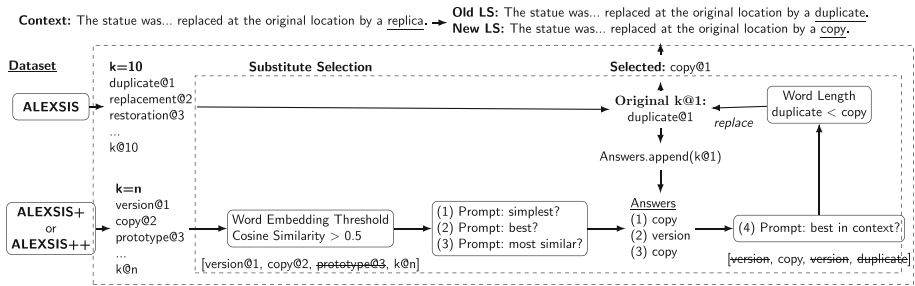 Context: The statue was... replaced at the original location by a replica.
Old LS: The statue was... replaced at the original location by a duplicate.
New LS: The statue was... replaced at the original location by a copy.
Dataset
k=10
duplicate@1
replacement@2
restoration@3
...
k@10
Substitute Selection
Selected: copy@1
ALEXSIS
Original k@1:
duplicate@1
replace
Word Length
duplicate < copy
Answers.append(k@1)
ALEXSIS+
or
ALEXSIS++
k=n
version@1
copy@2
prototype@3
...
k@n
Word Embedding Threshold
Cosine Similarity > 0.5
[version@1, copy@2, prototype@3, k@n]
(1) Prompt: simplest?
(2) Prompt: best?
(3) Prompt: most similar?
Answers
(1) copy
(2) version
(3) copy
(4) Prompt: best in context?
[version, copy, version, duplicate]